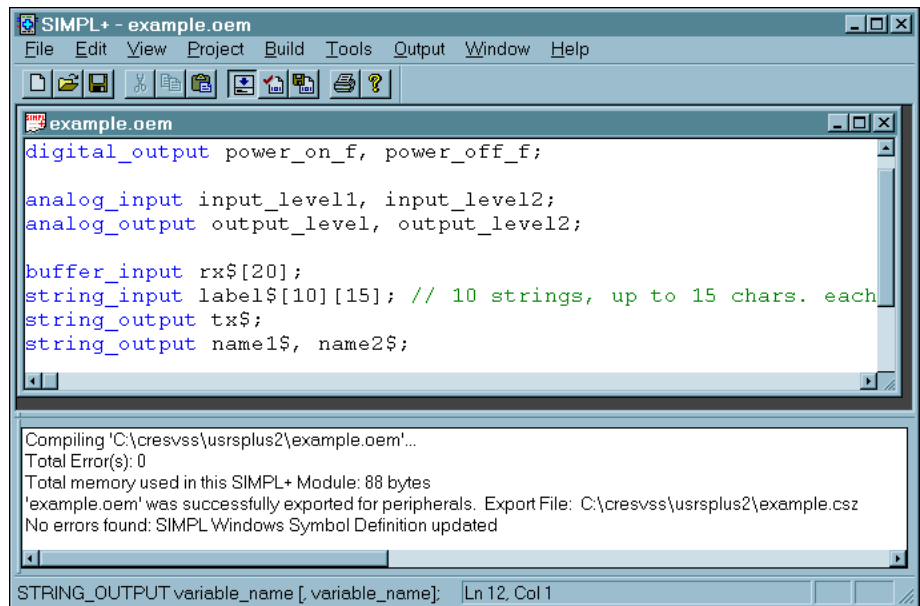 SIMPL+ - example.oem
File Edit View Project Build Tools Output Window Help
example.oem
digital_output power_on_f, power_off_f;
analog_input input_level1, input_level2;
analog_output output_level, output_level2;
buffer_input rx$[20];
string_input label$[10][15]; // 10 strings, up to 15 chars. each
string_output tx$;
string_output name1$, name2$;
Compiling 'C:\cresvss\usrsplus2\example.oem'...
Total Error(s): 0
Total memory used in this SIMPL+ Module: 88 bytes
'example.oem' was successfully exported for peripherals. Export File: C:\cresvss\usrsplus2\example.csz
No errors found: SIMPL Windows Symbol Definition updated
STRING_OUTPUT variable_name [, variable_name]; Ln 12, Col 1